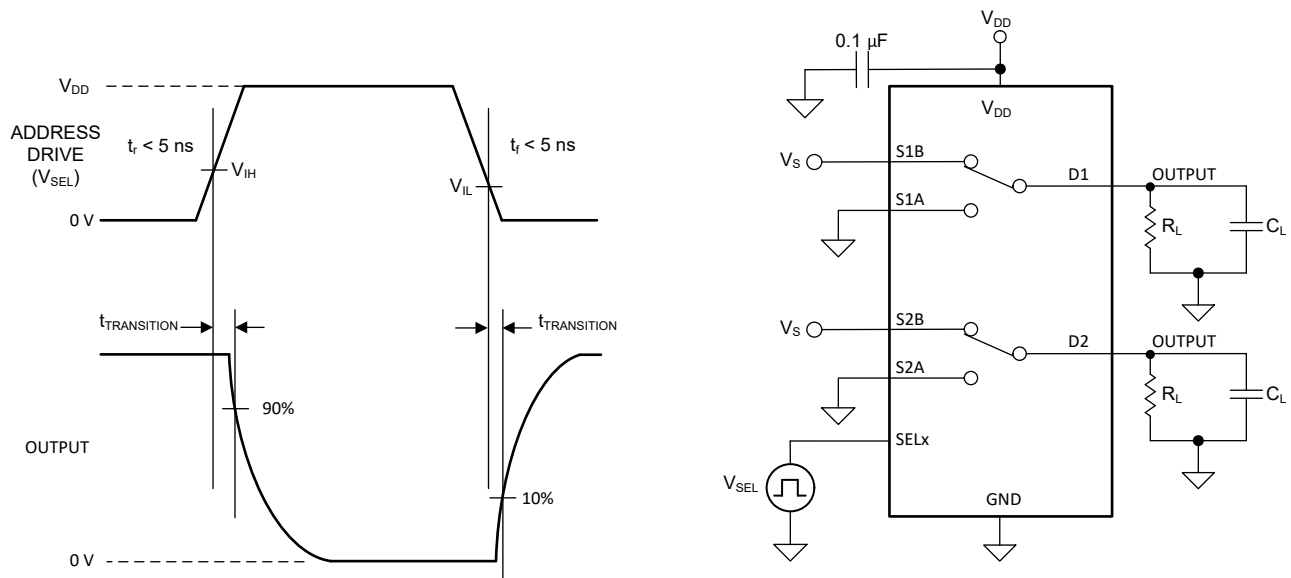 V_DD
ADDRESS
DRIVE
(V_SEL)
t_r < 5 ns
V_IH
t_f < 5 ns
V_IL
0 V
t_TRANSITION
t_TRANSITION
90%
OUTPUT
10%
0 V
V_DD
0.1 µF
V_DD
V_S
S1B
D1
OUTPUT
S1A
R_L
C_L
V_S
S2B
D2
OUTPUT
S2A
R_L
C_L
SELx
V_SEL
GND